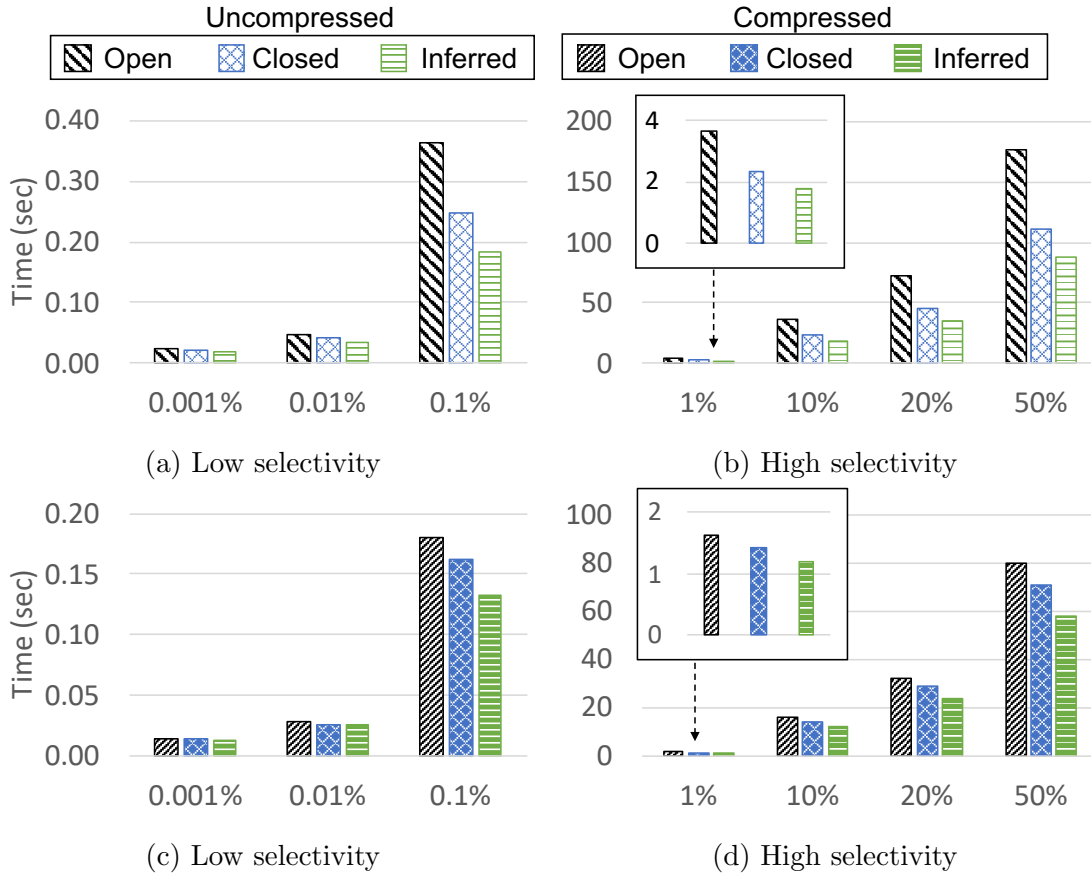 Uncompressed
Compressed
Open Closed Inferred
Open Closed Inferred
Time (sec)
0.40
0.30
0.20
0.10
0.00
0.001% 0.01% 0.1%
(a) Low selectivity
200
150
100
50
0
4
2
0
1% 10% 20% 50%
(b) High selectivity
Time (sec)
0.20
0.15
0.10
0.05
0.00
0.001% 0.01% 0.1%
(c) Low selectivity
100
80
60
40
20
0
2
1
0
1% 10% 20% 50%
(d) High selectivity